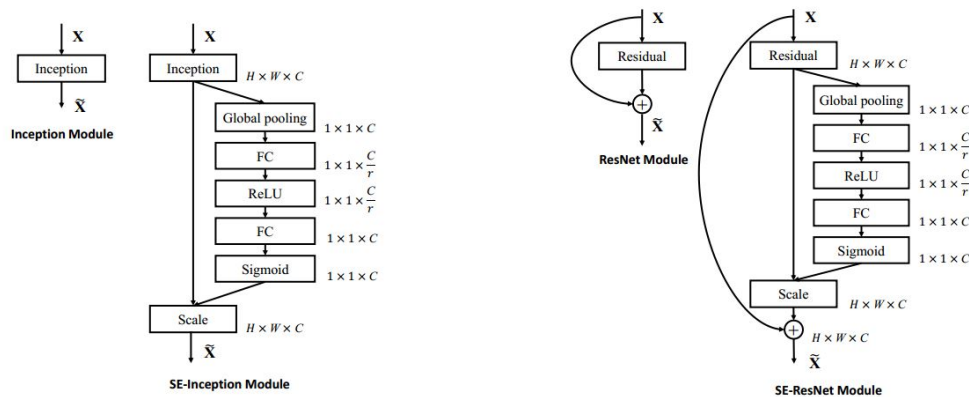 X
Inception
X̃
Inception Module
X
Inception
H × W × C
Global pooling
1 × 1 × C
FC
1 × 1 × C/r
ReLU
1 × 1 × C/r
FC
1 × 1 × C
Sigmoid
1 × 1 × C
Scale
H × W × C
X̃
SE-Inception Module
X
Residual
+
X̃
ResNet Module
X
Residual
H × W × C
Global pooling
1 × 1 × C
FC
1 × 1 × C/r
ReLU
1 × 1 × C/r
FC
1 × 1 × C
Sigmoid
1 × 1 × C
Scale
H × W × C
+
H × W × C
X̃
SE-ResNet Module